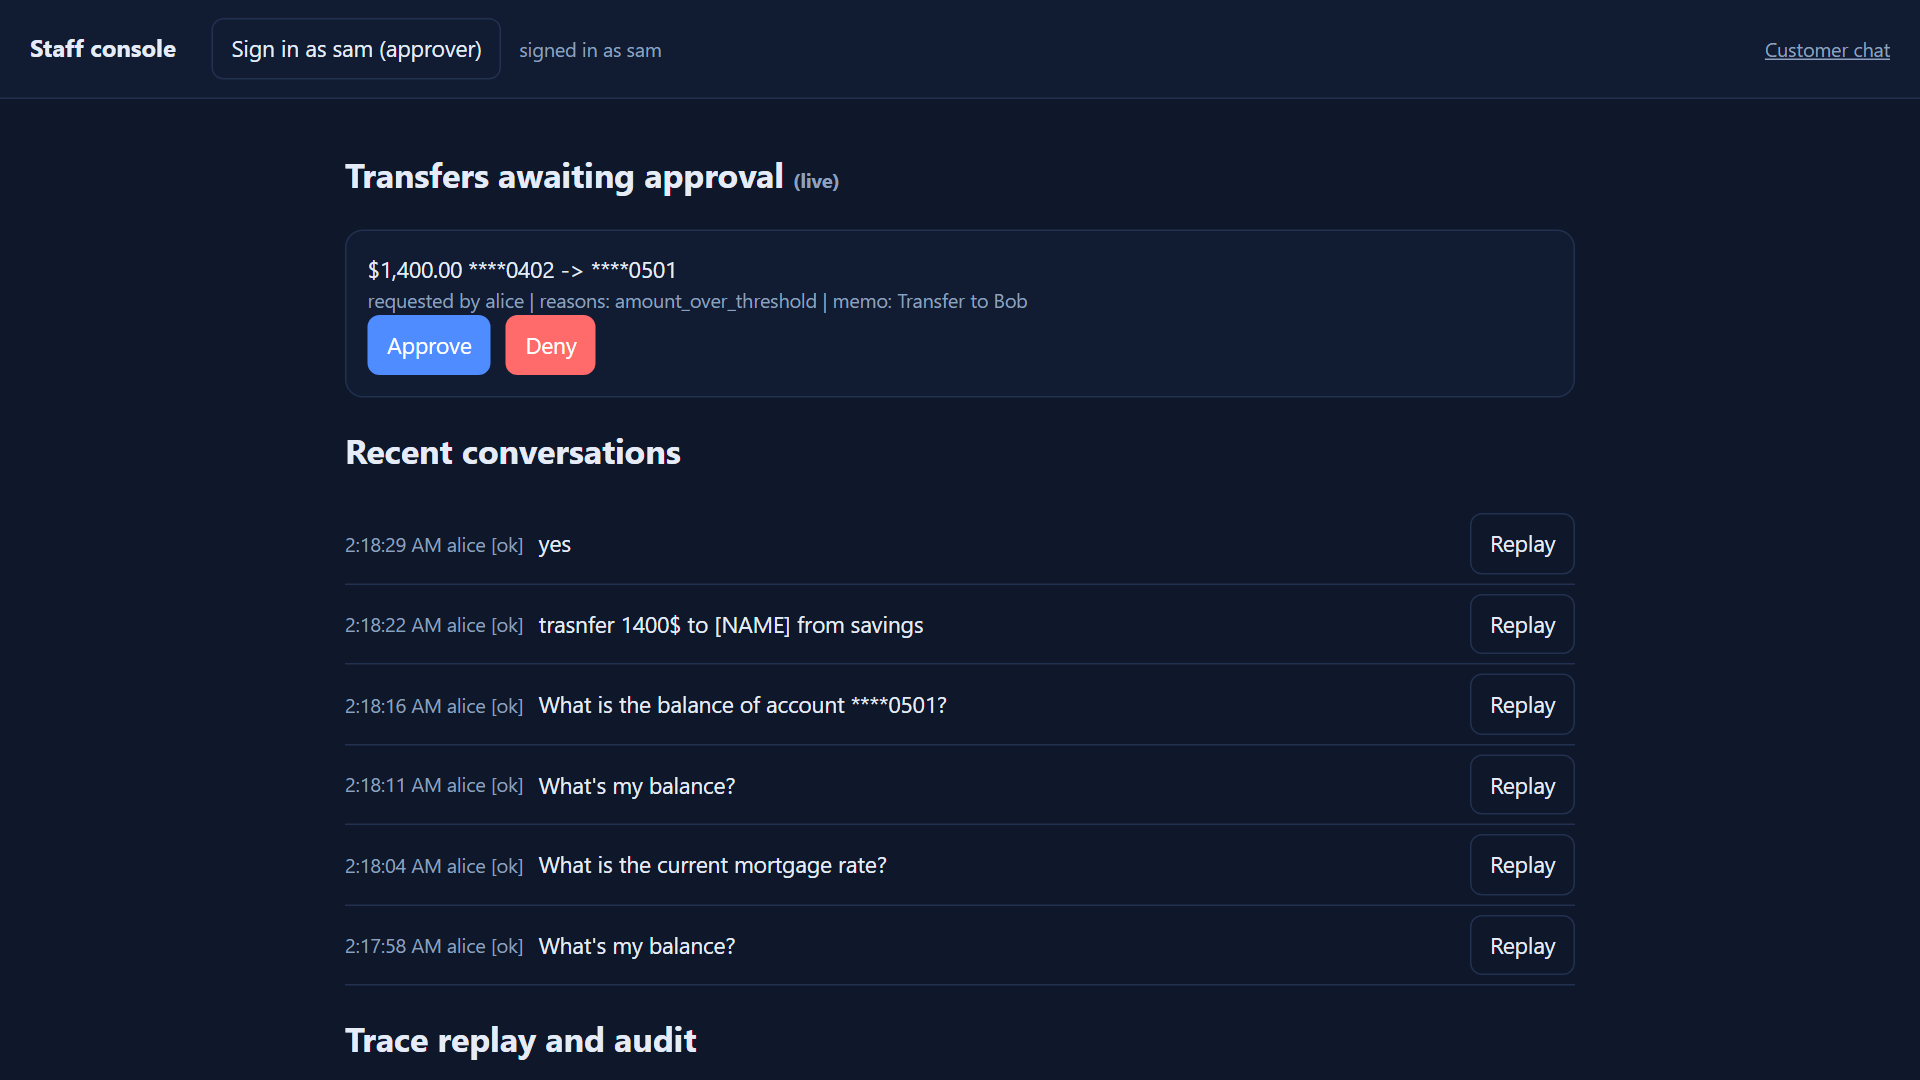 Staff console
Sign in as sam (approver)
signed in as sam
Customer chat
Transfers awaiting approval (live)
$1,400.00 ****0402 -> ****0501
requested by alice | reasons: amount_over_threshold | memo: Transfer to Bob
Approve
Deny
Recent conversations
2:18:29 AM alice [ok] yes
Replay
2:18:22 AM alice [ok] trasnfer 1400$ to [NAME] from savings
Replay
2:18:16 AM alice [ok] What is the balance of account ****0501?
Replay
2:18:11 AM alice [ok] What's my balance?
Replay
2:18:04 AM alice [ok] What is the current mortgage rate?
Replay
2:17:58 AM alice [ok] What's my balance?
Replay
Trace replay and audit